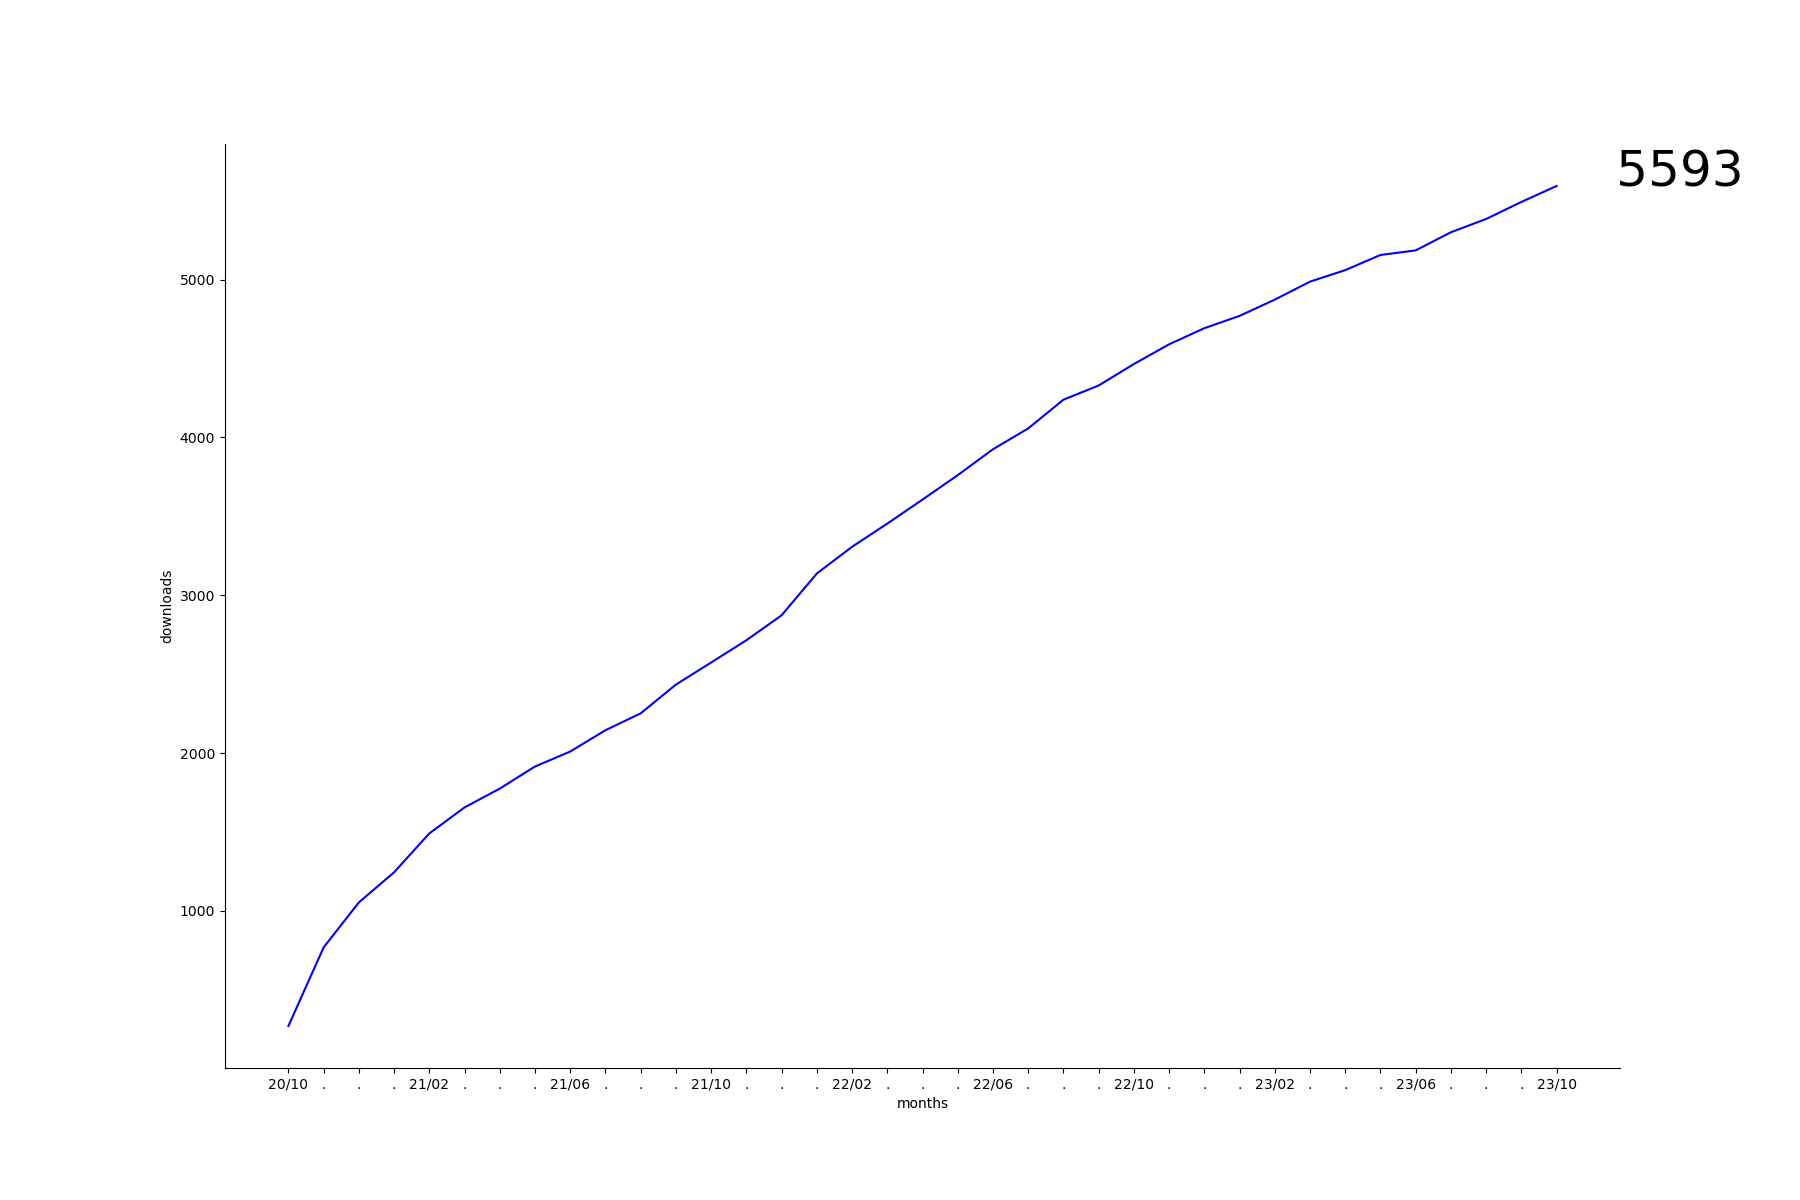 5593
5000
4000
3000
2000
1000
downloads
20/10 . . . 21/02 . . . 21/06 . . . 21/10 . . . 22/02 . . . 22/06 . . . 22/10 . . . 23/02 . . . 23/06 . . . 23/10
months